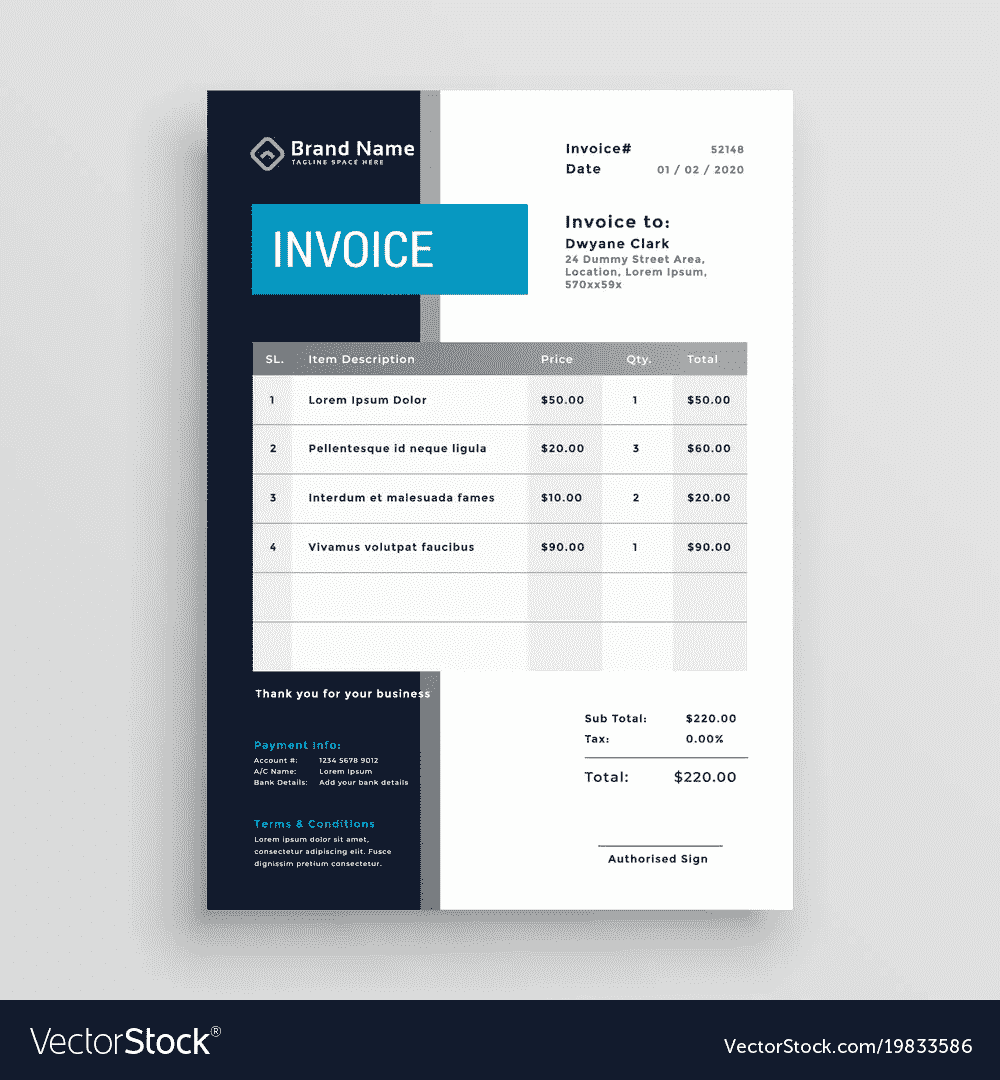 Brand Name
TAGLINE SPACE HERE
Invoice# 52148
Date 01 / 02 / 2020
INVOICE
Invoice to:
Dwyane Clark
24 Dummy Street Area,
Location, Lorem Ipsum,
570xx59x
SL. Item Description Price Qty. Total
1 Lorem Ipsum Dolor $50.00 1 $50.00
2 Pellentesque id neque ligula $20.00 3 $60.00
3 Interdum et malesuada fames $10.00 2 $20.00
4 Vivamus volutpat faucibus $90.00 1 $90.00
Thank you for your business
Payment Info:
Account #: 1234 5678 9012
A/C Name: Lorem Ipsum
Bank Details: Add your bank details
Terms & Conditions
Lorem ipsum dolor sit amet,
consectetur adipiscing elit. Fusce
dignissim pretium consectetur.
Sub Total: $220.00
Tax: 0.00%
Total: $220.00
Authorised Sign
VectorStock®
VectorStock.com/19833586